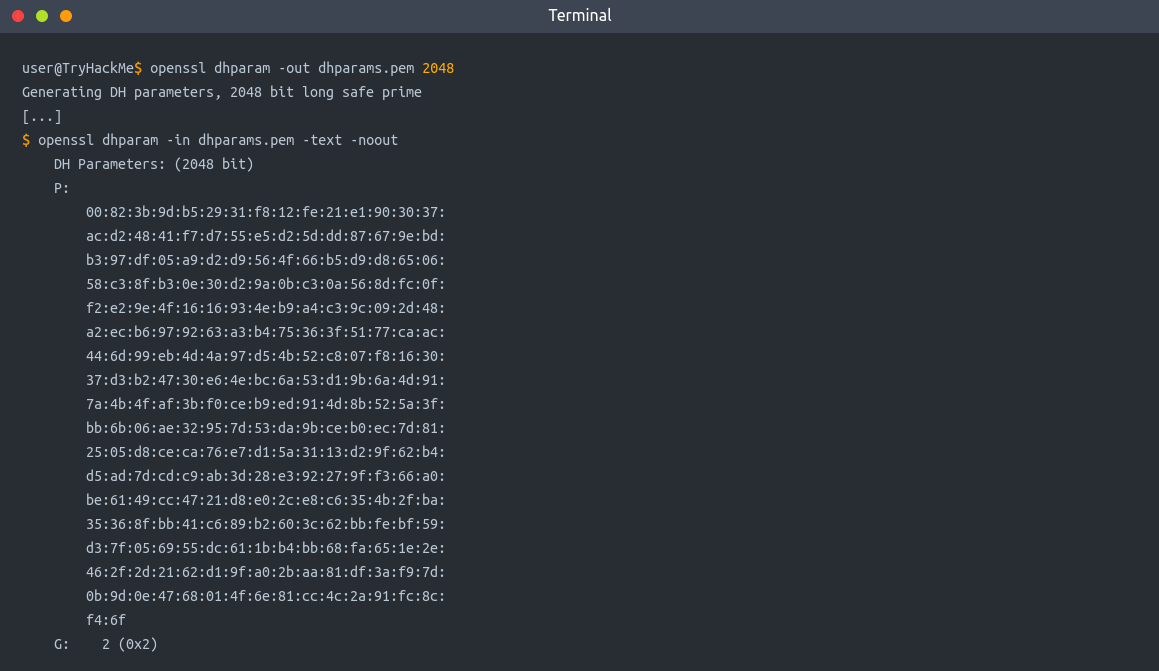 Terminal
user@TryHackMe$ openssl dhparam -out dhparams.pem 2048
Generating DH parameters, 2048 bit long safe prime
[...]
$ openssl dhparam -in dhparams.pem -text -noout
    DH Parameters: (2048 bit)
    P:
        00:82:3b:9d:b5:29:31:f8:12:fe:21:e1:90:30:37:
        ac:d2:48:41:f7:d7:55:e5:d2:5d:dd:87:67:9e:bd:
        b3:97:df:05:a9:d2:d9:56:4f:66:b5:d9:d8:65:06:
        58:c3:8f:b3:0e:30:d2:9a:0b:c3:0a:56:8d:fc:0f:
        f2:e2:9e:4f:16:16:93:4e:b9:a4:c3:9c:09:2d:48:
        a2:ec:b6:97:92:63:a3:b4:75:36:3f:51:77:ca:ac:
        44:6d:99:eb:4d:4a:97:d5:4b:52:c8:07:f8:16:30:
        37:d3:b2:47:30:e6:4e:bc:6a:53:d1:9b:6a:4d:91:
        7a:4b:4f:af:3b:f0:ce:b9:ed:91:4d:8b:52:5a:3f:
        bb:6b:06:ae:32:95:7d:53:da:9b:ce:b0:ec:7d:81:
        25:05:d8:ce:ca:76:e7:d1:5a:31:13:d2:9f:62:b4:
        d5:ad:7d:cd:c9:ab:3d:28:e3:92:27:9f:f3:66:a0:
        be:61:49:cc:47:21:d8:e0:2c:e8:c6:35:4b:2f:ba:
        35:36:8f:bb:41:c6:89:b2:60:3c:62:bb:fe:bf:59:
        d3:7f:05:69:55:dc:61:1b:b4:bb:68:fa:65:1e:2e:
        46:2f:2d:21:62:d1:9f:a0:2b:aa:81:df:3a:f9:7d:
        0b:9d:0e:47:68:01:4f:6e:81:cc:4c:2a:91:fc:8c:
        f4:6f
    G:    2 (0x2)